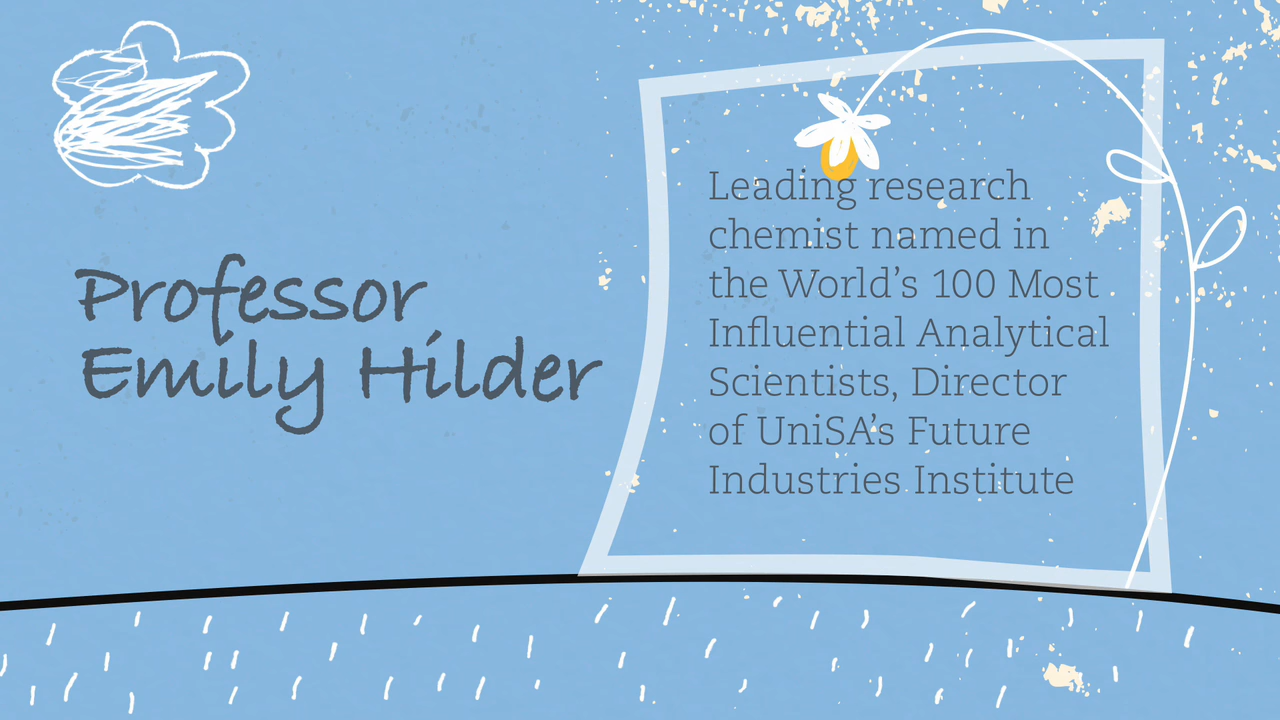 Professor
Emily Hilder
Leading research
chemist named in
the World’s 100 Most
Influential Analytical
Scientists, Director
of UniSA’s Future
Industries Institute